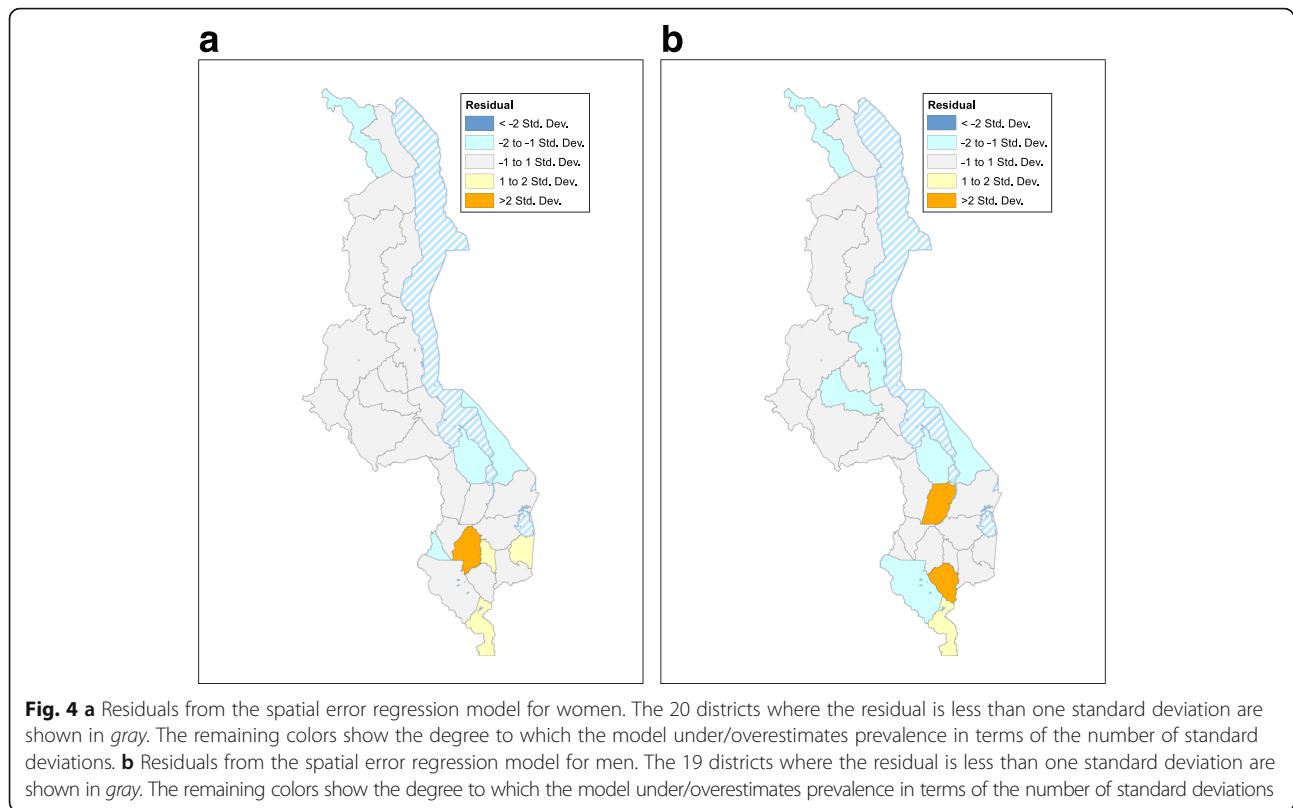 a
b
Residual
< -2 Std. Dev.
-2 to -1 Std. Dev.
-1 to 1 Std. Dev.
1 to 2 Std. Dev.
>2 Std. Dev.
Residual
< -2 Std. Dev.
-2 to -1 Std. Dev.
-1 to 1 Std. Dev.
1 to 2 Std. Dev.
>2 Std. Dev.
Fig. 4 a Residuals from the spatial error regression model for women. The 20 districts where the residual is less than one standard deviation are
shown in gray. The remaining colors show the degree to which the model under/overestimates prevalence in terms of the number of standard
deviations. b Residuals from the spatial error regression model for men. The 19 districts where the residual is less than one standard deviation are
shown in gray. The remaining colors show the degree to which the model under/overestimates prevalence in terms of the number of standard deviations